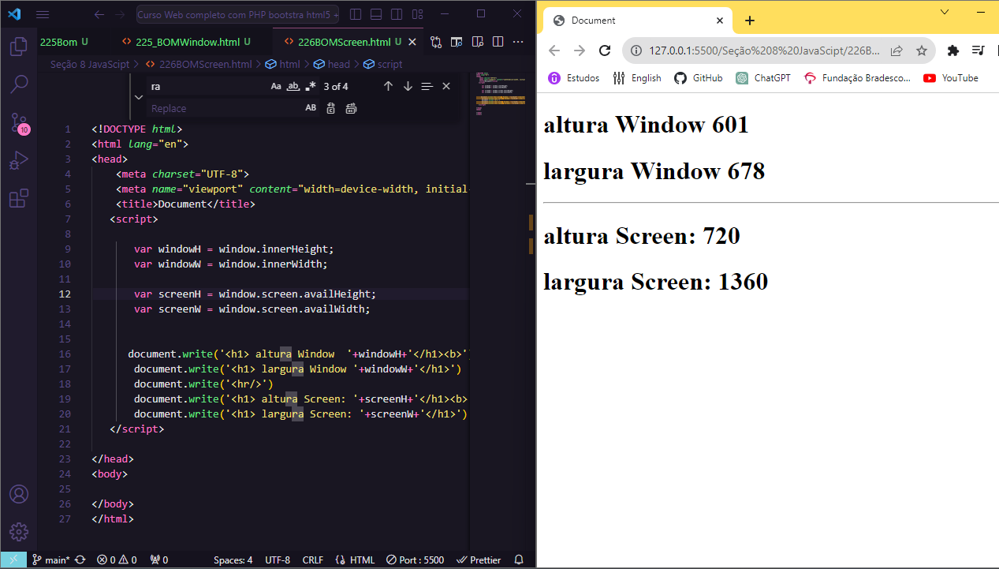 Curso Web completo com PHP bootstra html5 +
225Bom U
225_BOMWindow.html U
226BOMScreen.html U
Seção 8 & JavaScipt > 226BOMScreen.html > html > head > script
ra
Aa ab .* 3 of 4
Replace
AB
1 <!DOCTYPE html>
2 <html lang="en">
3 <head>
4 <meta charset="UTF-8">
5 <meta name="viewport" content="width=device-width, initial-
6 <title>Document</title>
7 <script>
8
9 var windowH = window.innerHeight;
10 var windowW = window.innerWidth;
11
12 var screenH = window.screen.availHeight;
13 var screenW = window.screen.availWidth;
14
15
16 document.write('<h1> altura Window  '+windowH+'</h1><b>'
17 document.write('<h1> largura Window '+windowW+'</h1>')
18 document.write('<hr/>')
19 document.write('<h1> altura Screen: '+screenH+'</h1><b>
20 document.write('<h1> largura Screen: '+screenW+'</h1>')
21 </script>
22
23 </head>
24 <body>
25
26 </body>
27 </html>
10
main* 0 0 0 Spaces: 4 UTF-8 CRLF HTML Port : 5500 Prettier
Document
127.0.0.1:5500/Seção%208%20JavaScipt/226B...
Estudos English GitHub ChatGPT Fundação Bradesco... YouTube
altura Window 601
largura Window 678
altura Screen: 720
largura Screen: 1360